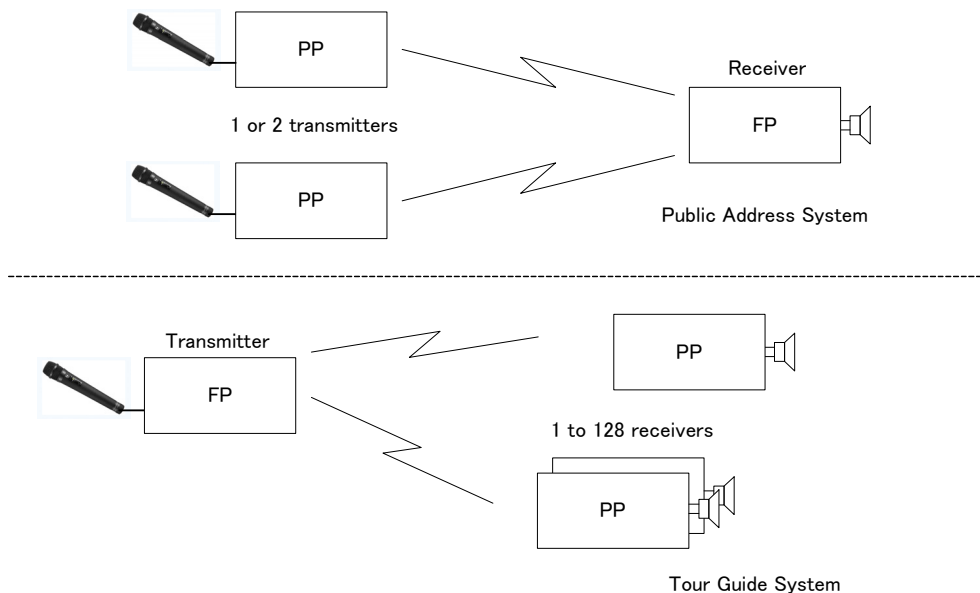 PP
Receiver
FP
1 or 2 transmitters
PP
Public Address System
Transmitter
FP
PP
1 to 128 receivers
PP
Tour Guide System